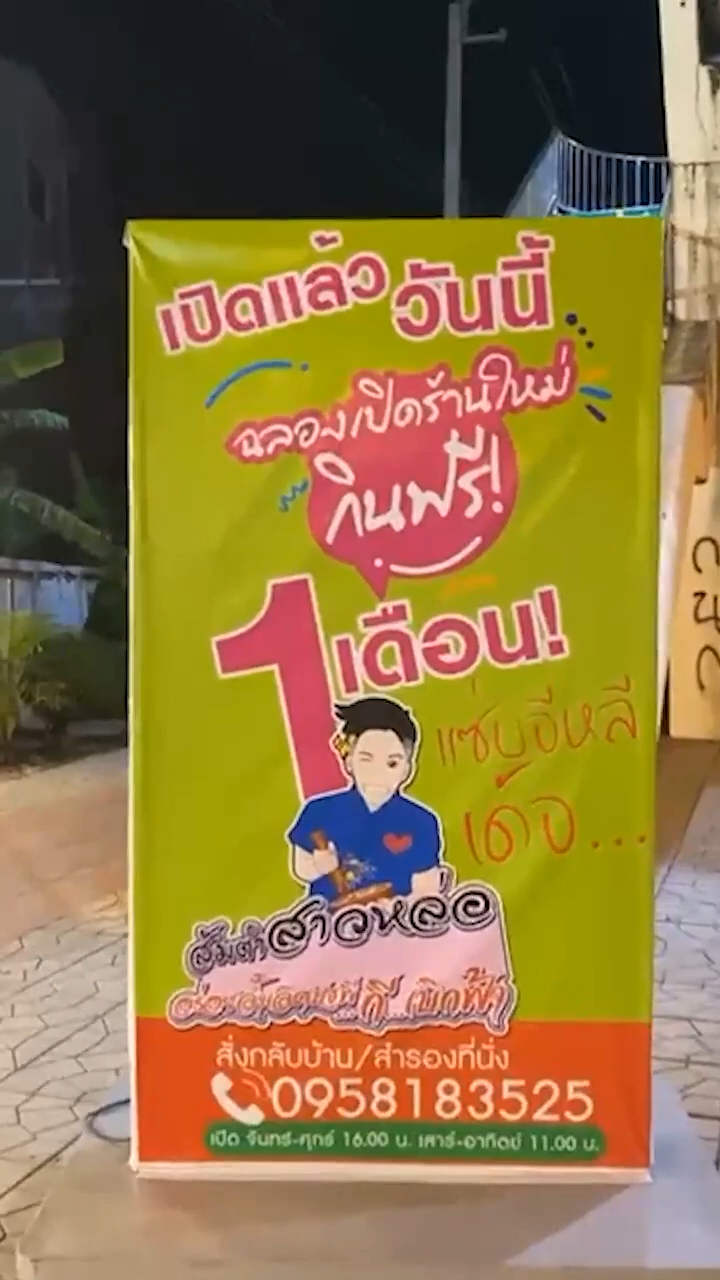 เปิดแล้ว วันนี้
ฉลองเปิดร้านใหม่
กินฟรี!
1 เดือน!
แซ่บอีหลี
เด้อ...
ส้มตำสาวหล่อ
สั่งกลับบ้าน/สำรองที่นั่ง
0958183525
เปิด จันทร์-ศุกร์ 16.00 น. เสาร์-อาทิตย์ 11.00 น.